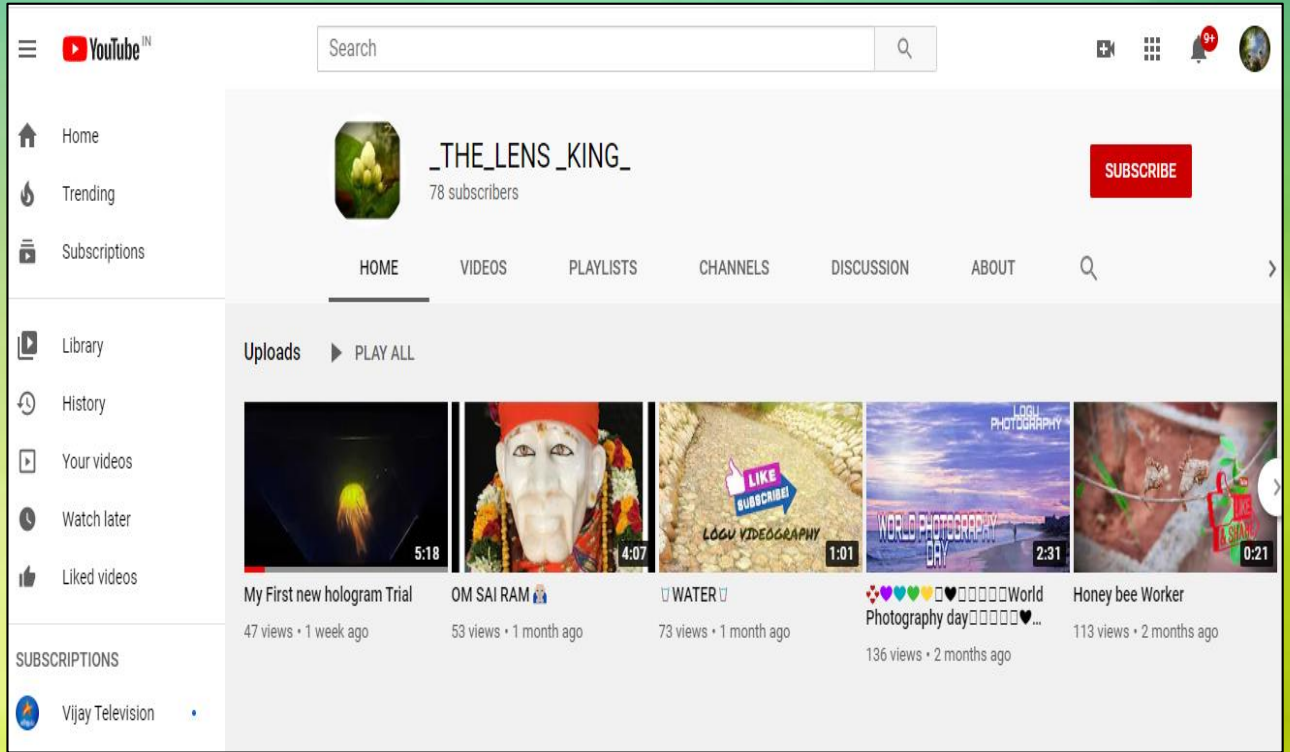 YouTube IN
Search
9+
Home
Trending
Subscriptions
Library
History
Your videos
Watch later
Liked videos
SUBSCRIPTIONS
Vijay Television
_THE_LENS _KING_
78 subscribers
SUBSCRIBE
HOME VIDEOS PLAYLISTS CHANNELS DISCUSSION ABOUT
Uploads PLAY ALL
5:18
My First new hologram Trial
47 views • 1 week ago
4:07
OM SAI RAM
53 views • 1 month ago
LIKE
SUBSCRIBE!
LOGU VIDEOGRAPHY
1:01
WATER
73 views • 1 month ago
LOGU
PHOTOGRAPHY
WORLD PHOTOGRAPHY
DAY
2:31
World
Photography day ...
136 views • 2 months ago
& SHARE
0:21
Honey bee Worker
113 views • 2 months ago